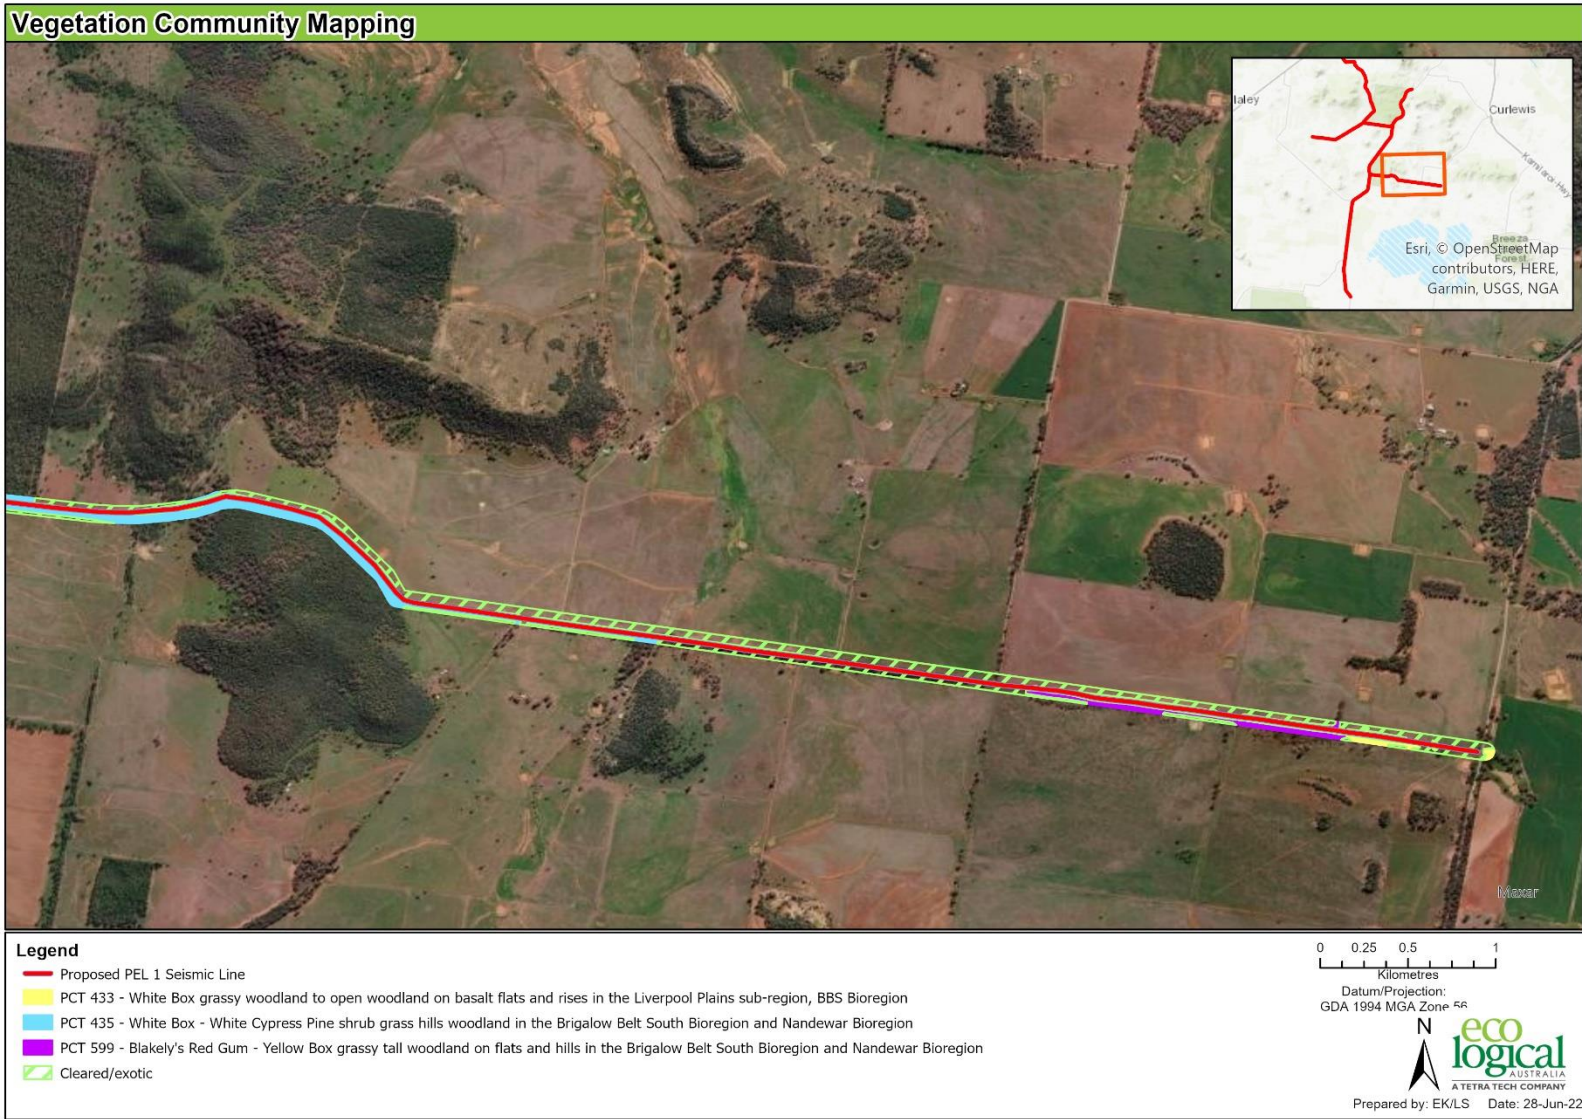 Vegetation Community Mapping
Curlewis
Kamilaroi-Hwy
Breeza
Forest
Esri, © OpenStreetMap
contributors, HERE,
Garmin, USGS, NGA
Maxar
Legend
Proposed PEL 1 Seismic Line
PCT 433 - White Box grassy woodland to open woodland on basalt flats and rises in the Liverpool Plains sub-region, BBS Bioregion
PCT 435 - White Box - White Cypress Pine shrub grass hills woodland in the Brigalow Belt South Bioregion and Nandewar Bioregion
PCT 599 - Blakely's Red Gum - Yellow Box grassy tall woodland on flats and hills in the Brigalow Belt South Bioregion and Nandewar Bioregion
Cleared/exotic
0 0.25 0.5 1
Kilometres
Datum/Projection:
GDA 1994 MGA Zone 56
N
eco
logical
AUSTRALIA
A TETRA TECH COMPANY
Prepared by: EK/LS Date: 28-Jun-22